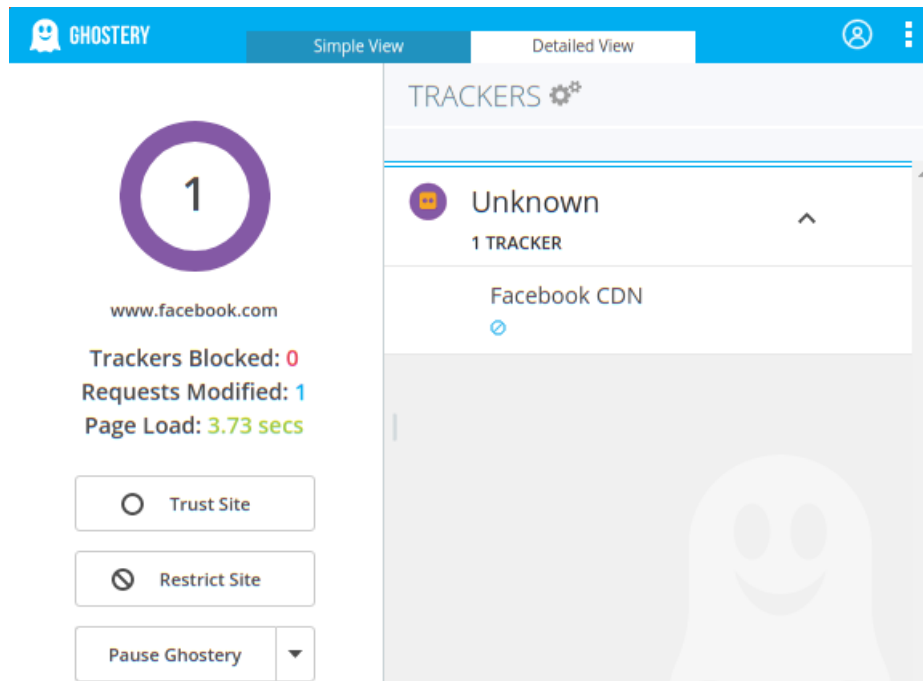 GHOSTERY
Simple View
Detailed View
1
www.facebook.com
Trackers Blocked: 0
Requests Modified: 1
Page Load: 3.73 secs
Trust Site
Restrict Site
Pause Ghostery
TRACKERS
Unknown
1 TRACKER
Facebook CDN